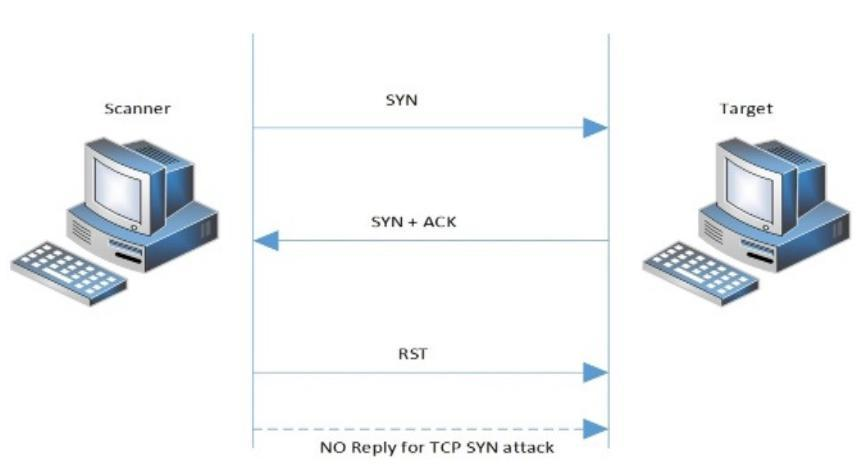 SYN
Scanner
Target
SYN + ACK
RST
NO Reply for TCP SYN attack